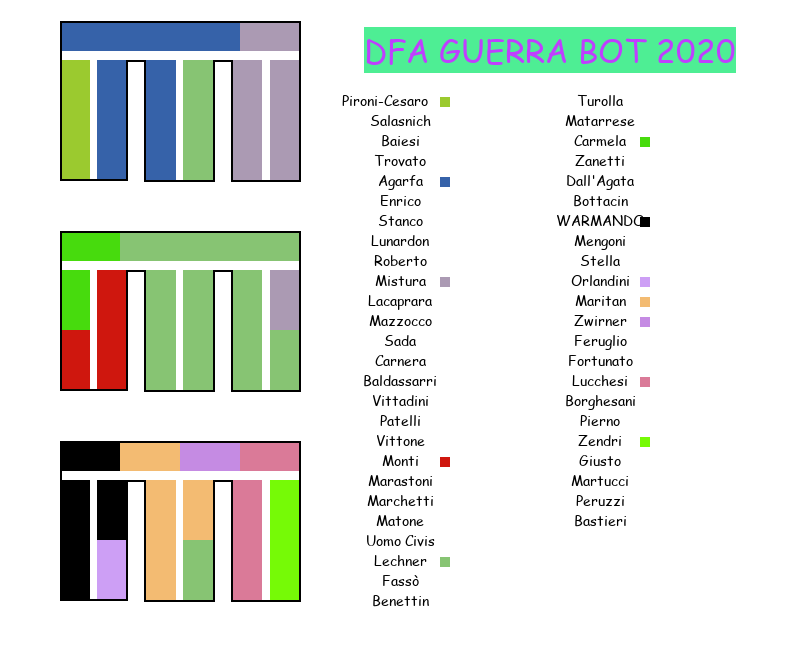 DFA GUERRA BOT 2020
Pironi-Cesaro
Salasnich
Baiesi
Trovato
Agarfa
Enrico
Stanco
Lunardon
Roberto
Mistura
Lacaprara
Mazzocco
Sada
Carnera
Baldassarri
Vittadini
Patelli
Vittone
Monti
Marastoni
Marchetti
Matone
Uomo Civis
Lechner
Fassò
Benettin
Turolla
Matarrese
Carmela
Zanetti
Dall'Agata
Bottacin
WARMANDO
Mengoni
Stella
Orlandini
Maritan
Zwirner
Feruglio
Fortunato
Lucchesi
Borghesani
Pierno
Zendri
Giusto
Martucci
Peruzzi
Bastieri